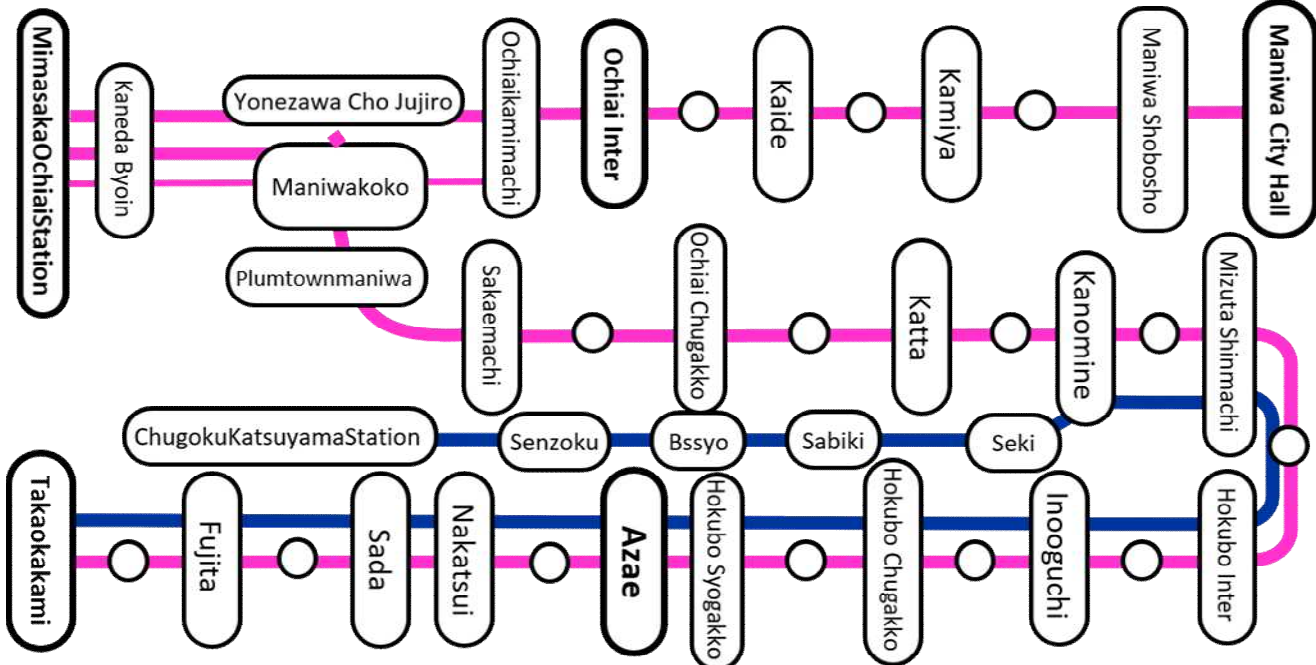 MimasakaOchiaiStation
Kaneda Byoin
Yonezawa Cho Jujiro
Maniwakoko
Plumtownmaniwa
Ochiaikamimachi
Ochiai Inter
Kaide
Kamiya
Maniwa Shobosho
Maniwa City Hall
Sakaemachi
Ochiai Chugakko
Katta
Kanomine
Mizuta Shinmachi
ChugokuKatsuyamaStation
Senzoku
Bssyo
Sabiki
Seki
Takaokakami
Fujita
Sada
Nakatsui
Azae
Hokubo Syogakko
Hokubo Chugakko
Inooguchi
Hokubo Inter